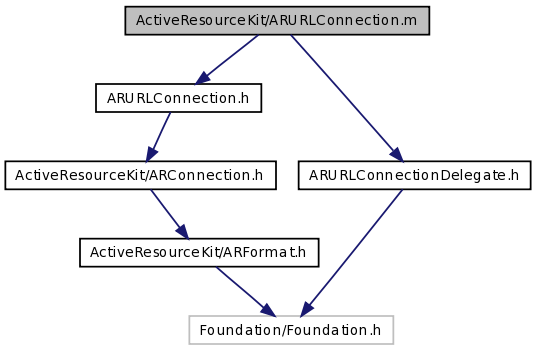 ActiveResourceKit/ARURLConnection.m
ARURLConnection.h
ActiveResourceKit/ARConnection.h
ARURLConnectionDelegate.h
ActiveResourceKit/ARFormat.h
Foundation/Foundation.h